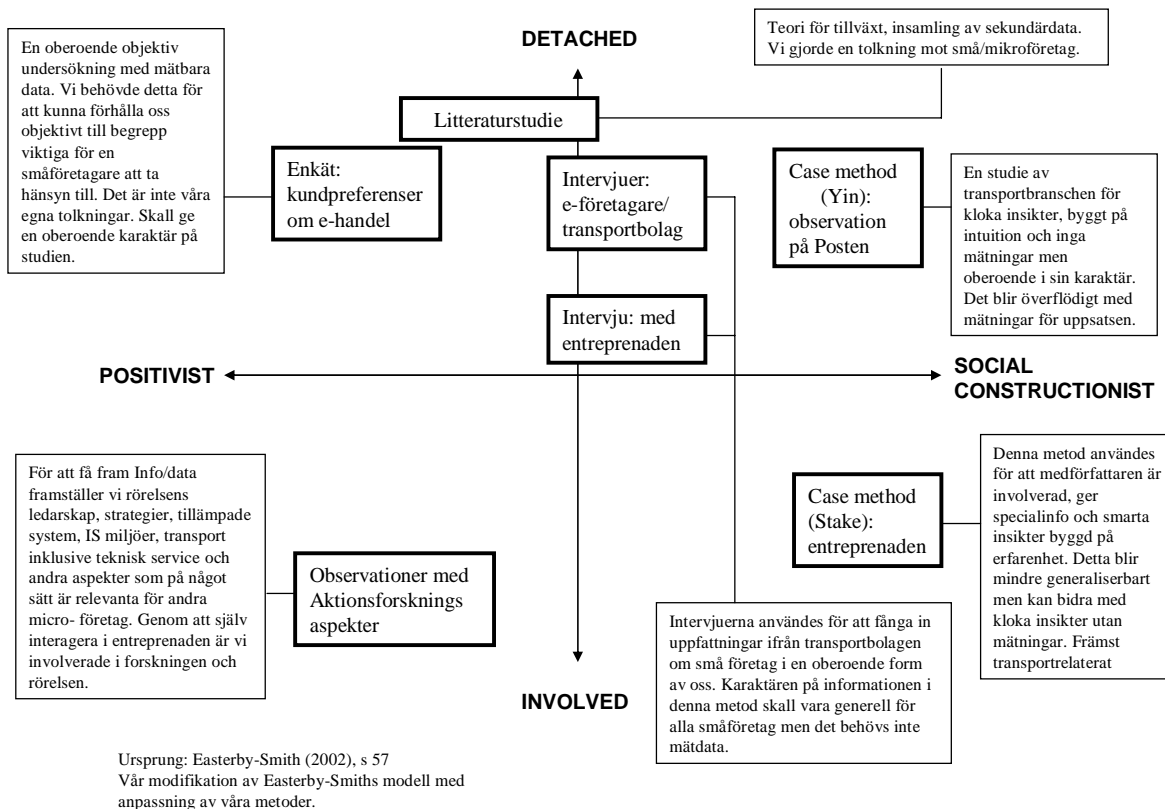 DETACHED
Teori för tillväxt, insamling av sekundärdata.
Vi gjorde en tolkning mot små/mikroföretag.
En oberoende objektiv
undersökning med mätbara
data. Vi behövde detta för
att kunna förhålla oss
objektivt till begrepp
viktiga för en
småföretagare att ta
hänsyn till. Det är inte våra
egna tolkningar. Skall ge
en oberoende karaktär på
studien.
Litteraturstudie
Enkät:
kundpreferenser
om e-handel
Intervjuer:
e-företagare/
transportbolag
Case method
(Yin):
observation
på Posten
En studie av
transportbranschen för
kloka insikter, byggt på
intuition och inga
mätningar men
oberoende i sin karaktär.
Det blir överflödigt med
mätningar för uppsatsen.
Intervju: med
entreprenaden
POSITIVIST
SOCIAL
CONSTRUCTIONIST
För att få fram Info/data
framställer vi rörelsens
ledarskap, strategier, tillämpade
system, IS miljöer, transport
inklusive teknisk service och
andra aspekter som på något
sätt är relevanta för andra
micro- företag. Genom att själv
interagera i entreprenaden är vi
involverade i forskningen och
rörelsen.
Observationer med
Aktionsforsknings
aspekter
Case method
(Stake):
entreprenaden
Denna metod användes
för att medförfattaren är
involverad, ger
specialinfo och smarta
insikter byggd på
erfarenhet. Detta blir
mindre generaliserbart
men kan bidra med
kloka insikter utan
mätningar. Främst
transportrelaterat
Intervjuerna användes för att fånga in
uppfattningar ifrån transportbolagen
om små företag i en oberoende form
av oss. Karaktären på informationen i
denna metod skall vara generell för
alla småföretag men det behövs inte
mätdata.
INVOLVED
Ursprung: Easterby-Smith (2002), s 57
Vår modifikation av Easterby-Smiths modell med
anpassning av våra metoder.